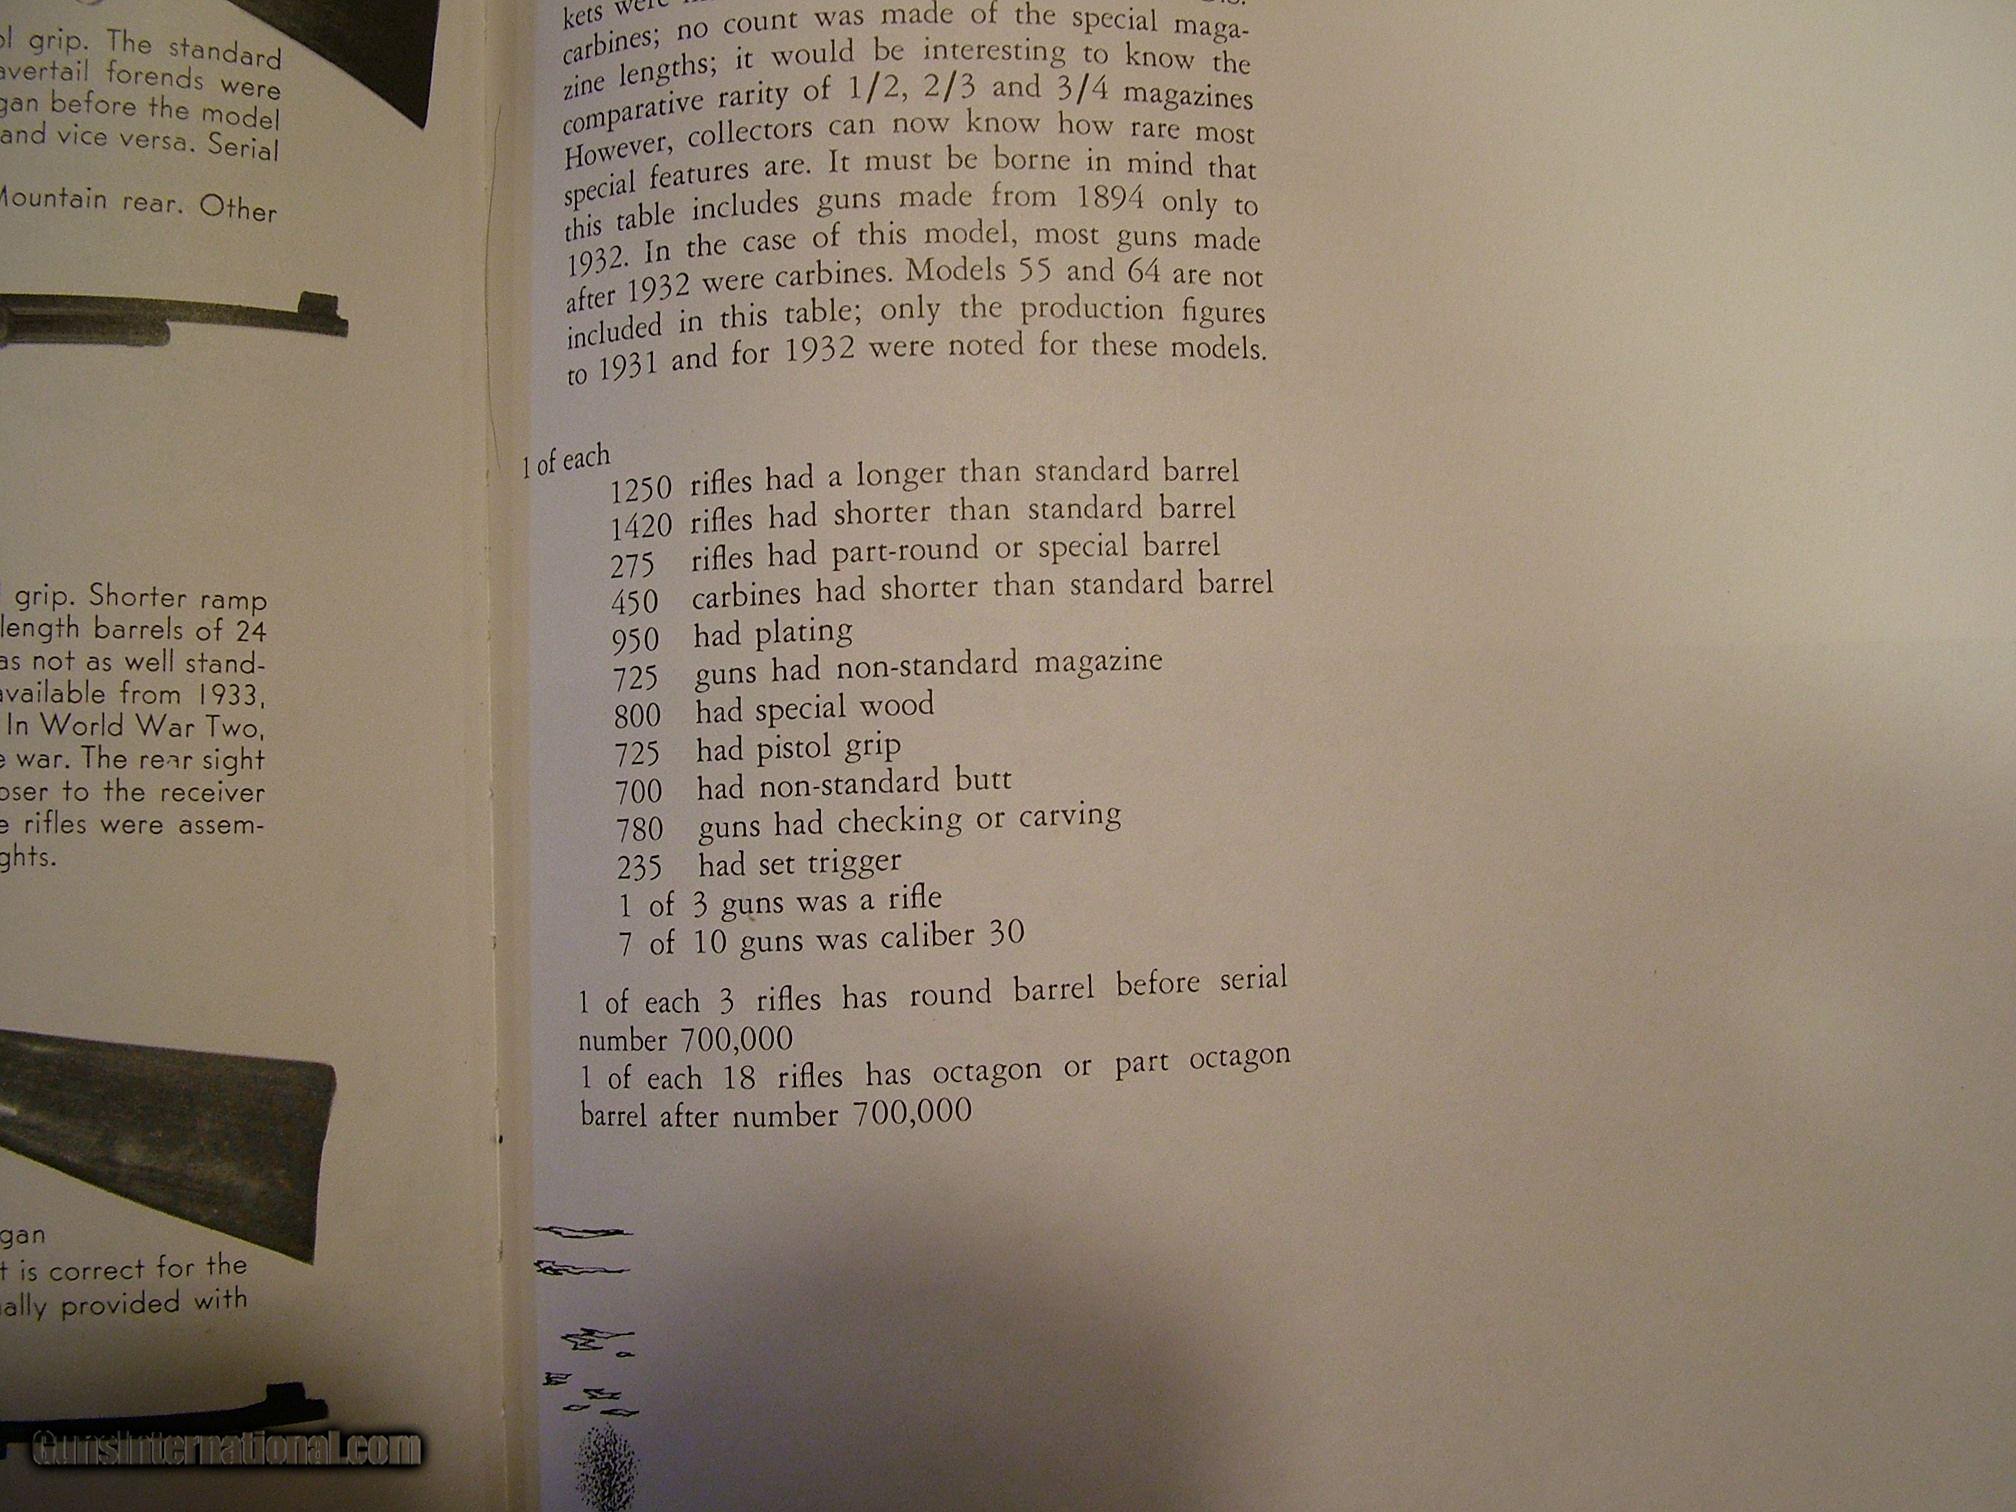 ol grip. The standard
avertail forends were
gan before the model
and vice versa. Serial
Mountain rear. Other
grip. Shorter ramp
length barrels of 24
as not as well stand-
available from 1933,
In World War Two,
e war. The rear sight
oser to the receiver
e rifles were assem-
ghts.
gan
t is correct for the
ally provided with
kets were
carbines; no count was made of the special maga-
zine lengths; it would be interesting to know the
comparative rarity of 1/2, 2/3 and 3/4 magazines
However, collectors can now know how rare most
special features are. It must be borne in mind that
this table includes guns made from 1894 only to
1932. In the case of this model, most guns made
after 1932 were carbines. Models 55 and 64 are not
included in this table; only the production figures
to 1931 and for 1932 were noted for these models.
1 of each
1250 rifles had a longer than standard barrel
1420 rifles had shorter than standard barrel
275 rifles had part-round or special barrel
450 carbines had shorter than standard barrel
950 had plating
725 guns had non-standard magazine
800 had special wood
725 had pistol grip
700 had non-standard butt
780 guns had checking or carving
235 had set trigger
1 of 3 guns was a rifle
7 of 10 guns was caliber 30
1 of each 3 rifles has round barrel before serial
number 700,000
1 of each 18 rifles has octagon or part octagon
barrel after number 700,000
GunsInternational.com